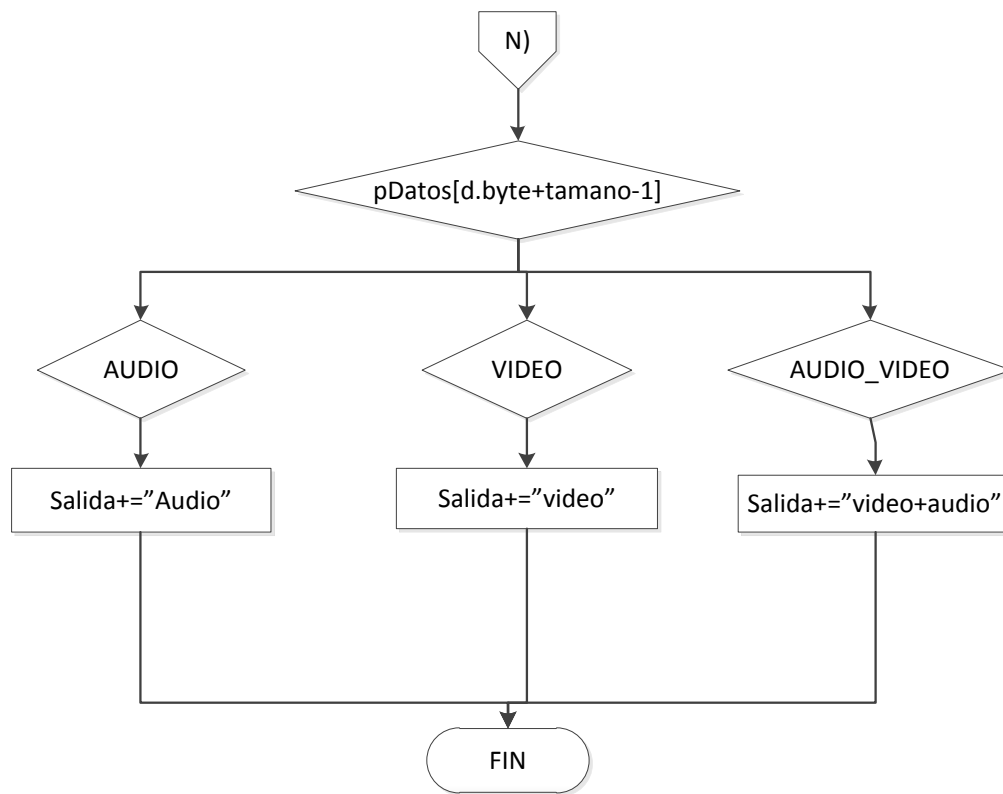 N)
pDatos[d.byte+tamano-1]
AUDIO
VIDEO
AUDIO_VIDEO
Salida+=”Audio”
Salida+=”video”
Salida+=”video+audio”
FIN